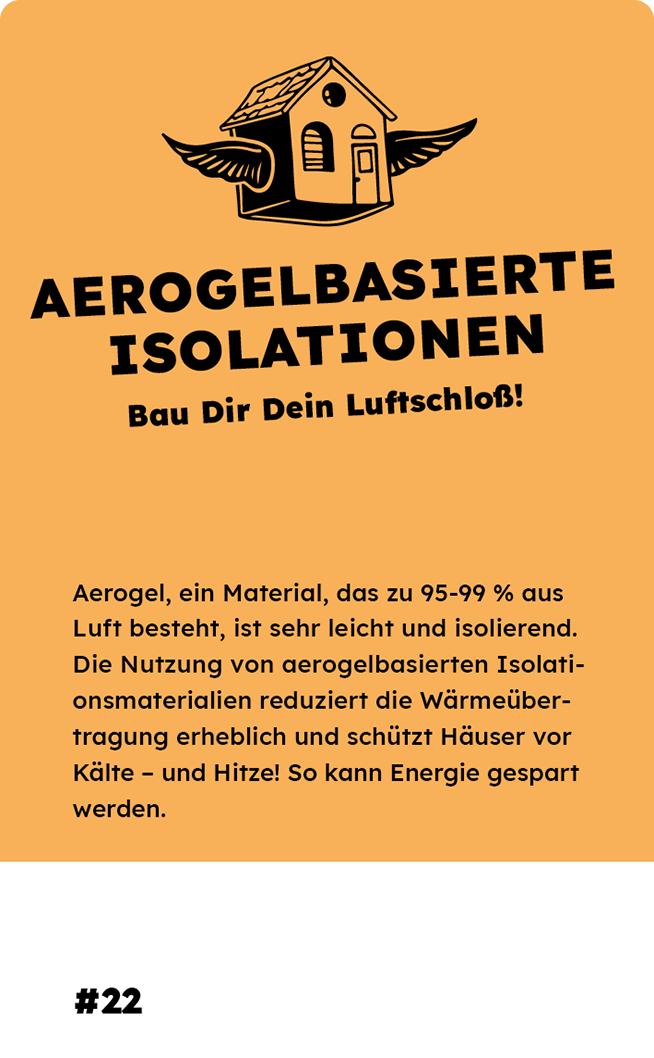 AEROGELBASIERTE
ISOLATIONEN
Bau Dir Dein Luftschloß!
Aerogel, ein Material, das zu 95-99 % aus
Luft besteht, ist sehr leicht und isolierend.
Die Nutzung von aerogelbasierten Isolati-
onsmaterialien reduziert die Wärmeüber-
tragung erheblich und schützt Häuser vor
Kälte – und Hitze! So kann Energie gespart
werden.
#22